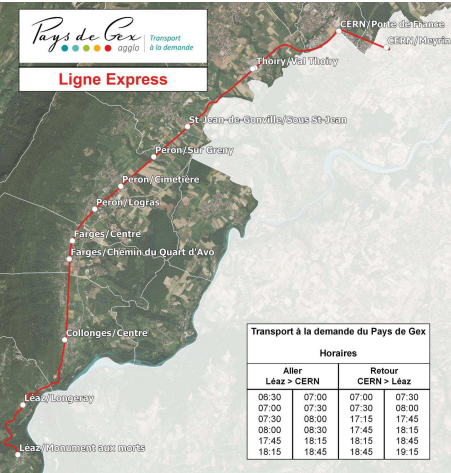 Pays de Gex
agglo
Transport
à la demande
Ligne Express
CERN/Porte de France
CERN/Meyrin
Thoiry/Val Thoiry
St-Jean-de-Gonville/Sous St-Jean
Peron/Sur Greny
Peron/Cimetière
Peron/Logras
Farges/Centre
Farges/Chemin du Quart d'Avo
Collonges/Centre
Léaz/Longeray
Léaz/Monument aux morts
Transport à la demande du Pays de Gex
Horaires
Aller Retour
Léaz > CERN CERN > Léaz
06:30 07:00 07:00 07:30
07:00 07:30 07:30 08:00
07:30 08:00 17:15 17:45
08:00 08:30 17:45 18:15
17:45 18:15 18:15 18:45
18:15 18:45 18:45 19:15